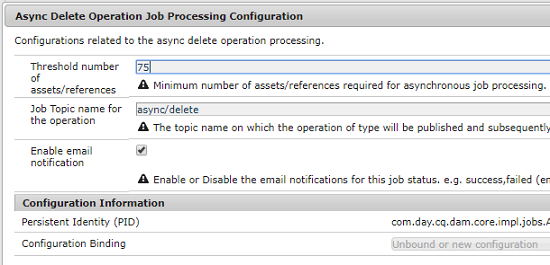 Async Delete Operation Job Processing Configuration
Configurations related to the async delete operation processing.
Threshold number of assets/references
75
Minimum number of assets/references required for asynchronous job processing.
Job Topic name for the operation
async/delete
The topic name on which the operation of type will be published and subsequently
Enable email notification
Enable or Disable the email notifications for this job status. e.g. success,failed (en
Configuration Information
Persistent Identity (PID)
com.day.cq.dam.core.impl.jobs.A
Configuration Binding
Unbound or new configuration